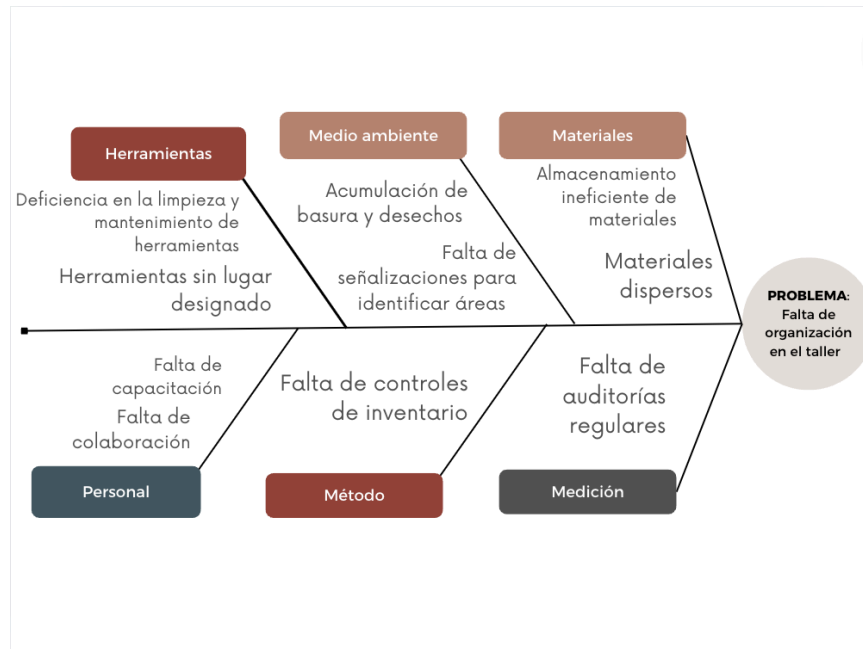 Herramientas
Deficiencia en la limpieza y
mantenimiento de
herramientas
Herramientas sin lugar
designado
Medio ambiente
Acumulación de
basura y desechos
Falta de
señalizaciones para
identificar áreas
Materiales
Almacenamiento
ineficiente de
materiales
Materiales
dispersos
PROBLEMA:
Falta de
organización
en el taller
Falta de
capacitación
Falta de
colaboración
Personal
Falta de controles
de inventario
Método
Falta de
auditorías
regulares
Medición